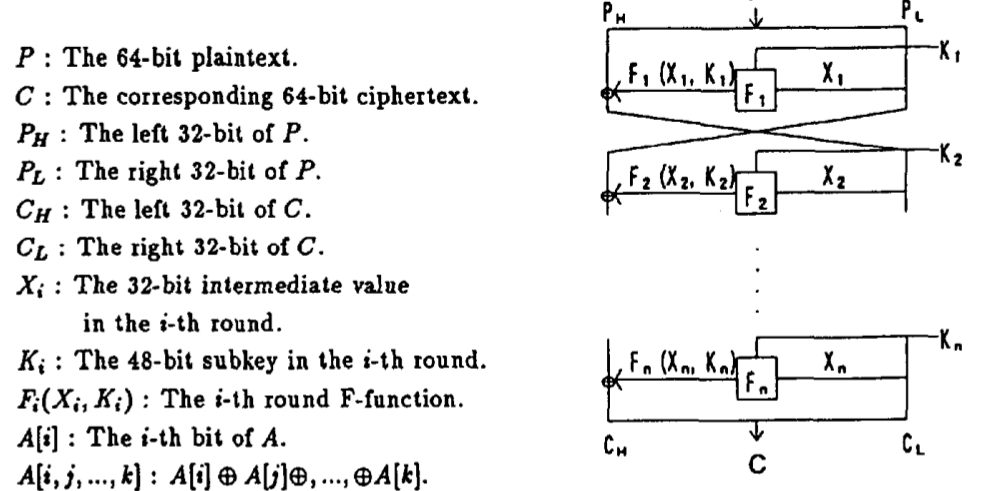 P : The 64-bit plaintext.
C : The corresponding 64-bit ciphertext.
P_H : The left 32-bit of P.
P_L : The right 32-bit of P.
C_H : The left 32-bit of C.
C_L : The right 32-bit of C.
X_i : The 32-bit intermediate value
in the i-th round.
K_i : The 48-bit subkey in the i-th round.
F_i(X_i, K_i) : The i-th round F-function.
A[i] : The i-th bit of A.
A[i, j, ..., k] : A[i] ⊕ A[j]⊕, ..., ⊕A[k].
P_H P_L
K_1
F_1 (X_1, K_1) F_1 X_1
K_2
F_2 (X_2, K_2) F_2 X_2
K_n
F_n (X_n, K_n) F_n X_n
C_H C_L
C